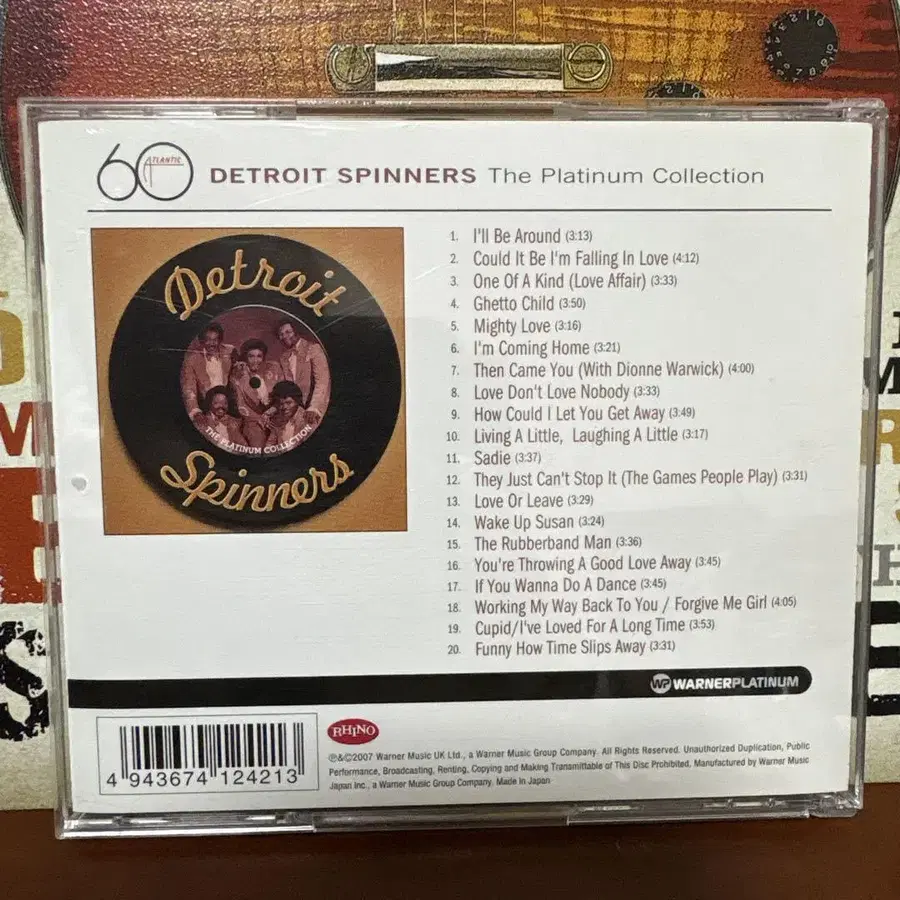 60 ATLANTIC DETROIT SPINNERS The Platinum Collection
Detroit
THE PLATINUM COLLECTION
Spinners
1. I'll Be Around (3:13)
2. Could It Be I'm Falling In Love (4:12)
3. One Of A Kind (Love Affair) (3:33)
4. Ghetto Child (3:50)
5. Mighty Love (3:16)
6. I'm Coming Home (3:21)
7. Then Came You (With Dionne Warwick) (4:00)
8. Love Don't Love Nobody (3:33)
9. How Could I Let You Get Away (3:49)
10. Living A Little, Laughing A Little (3:17)
11. Sadie (3:37)
12. They Just Can't Stop It (The Games People Play) (3:31)
13. Love Or Leave (3:29)
14. Wake Up Susan (3:24)
15. The Rubberband Man (3:36)
16. You're Throwing A Good Love Away (3:45)
17. If You Wanna Do A Dance (3:45)
18. Working My Way Back To You / Forgive Me Girl (4:05)
19. Cupid/I've Loved For A Long Time (3:53)
20. Funny How Time Slips Away (3:31)
WP WARNERPLATINUM
4 943674 124213
RHINO
℗&©2007 Warner Music UK Ltd., a Warner Music Group Company. All Rights Reserved. Unauthorized Duplication, Public
Performance, Broadcasting, Renting, Copying and Making Transmittable of This Disc Prohibited. Manufactured by Warner Music
Japan Inc., a Warner Music Group Company. Made In Japan